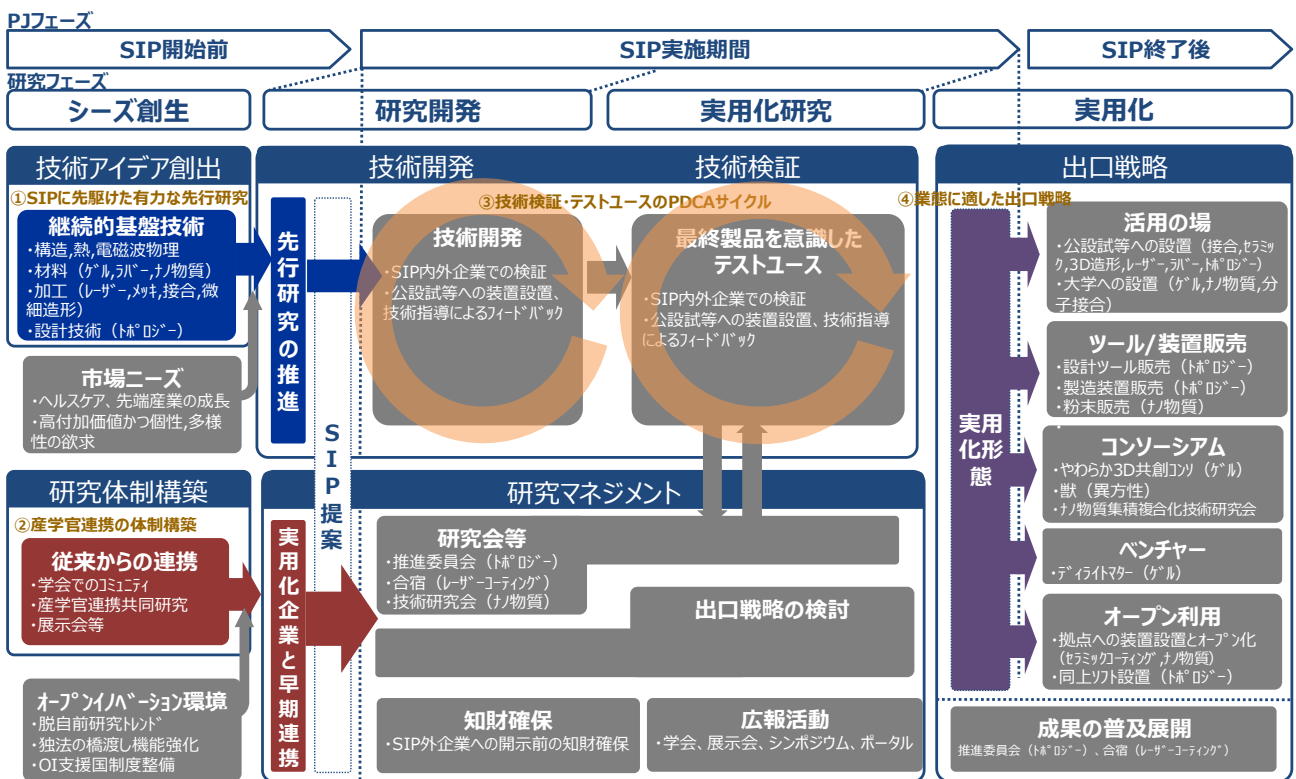 PJフェーズ
SIP開始前
SIP実施期間
SIP終了後
研究フェーズ
シーズ創生
研究開発
実用化研究
実用化
技術アイデア創出
①SIPに先駆けた有力な先行研究
継続的基盤技術
・構造,熱,電磁波物理
・材料（ｹﾞﾙ,ﾗﾊﾞｰ,ﾅﾉ物質）
・加工（ﾚｰｻﾞｰ,ﾒｯｷ,接合,微
細造形）
・設計技術（ﾄﾎﾟﾛｼﾞｰ）
市場ニーズ
・ヘルスケア、先端産業の成長
・高付加価値かつ個性,多様
性の欲求
研究体制構築
②産学官連携の体制構築
従来からの連携
・学会でのｺﾐｭﾆﾃｨ
・産学官連携共同研究
・展示会等
ｵｰﾌﾟﾝｲﾉﾍﾞｰｼｮﾝ環境
・脱自前研究ﾄﾚﾝﾄﾞ
・独法の橋渡し機能強化
・OI支援国制度整備
技術開発
技術検証
③技術検証･テストユースのPDCAサイクル
先行研究の推進
SIP提案
技術開発
・SIP内外企業での検証
・公設試等への装置設置、
技術指導によるﾌｨｰﾄﾞﾊﾞｯｸ
最終製品を意識した
テストユース
・SIP内外企業での検証
・公設試等への装置設置、技術指導
によるﾌｨｰﾄﾞﾊﾞｯｸ
研究マネジメント
実用化企業と早期連携
研究会等
・推進委員会（ﾄﾎﾟﾛｼﾞｰ）
・合宿（ﾚｰｻﾞｰｺｰﾃｨﾝｸﾞ）
・技術研究会（ﾅﾉ物質）
出口戦略の検討
知財確保
・SIP外企業への開示前の知財確保
広報活動
・学会、展示会、シンポジウム、ポータル
出口戦略
④業態に適した出口戦略
実用
化形
態
活用の場
・公設試等への設置（接合,ｾﾗﾐｯ
ｸ,3D造形,ﾚｰｻﾞｰ,ﾗﾊﾞｰ,ﾄﾎﾟﾛｼﾞｰ）
・大学への設置（ｹﾞﾙ,ﾅﾉ物質,分
子接合）
ツール/装置販売
・設計ツール販売（ﾄﾎﾟﾛｼﾞｰ）
・製造装置販売（ﾄﾎﾟﾛｼﾞｰ）
・粉末販売（ﾅﾉ物質）
・
コンソーシアム
・やわらか3D共創ｺﾝｿ（ｹﾞﾙ）
・獣（異方性）
・ﾅﾉ物質集積複合化技術研究会
ベンチャー
・ﾃﾞｨﾗｲﾄﾏﾀｰ（ｹﾞﾙ）
オープン利用
・拠点への装置設置とｵｰﾌﾟﾝ化
（ｾﾗﾐｯｸｺｰﾃｨﾝｸﾞ,ﾅﾉ物質）
・同上ｿﾌﾄ設置（ﾄﾎﾟﾛｼﾞｰ）
成果の普及展開
推進委員会（ﾄﾎﾟﾛｼﾞｰ）、合宿（ﾚｰｻﾞｰｺｰﾃｨﾝｸﾞ）